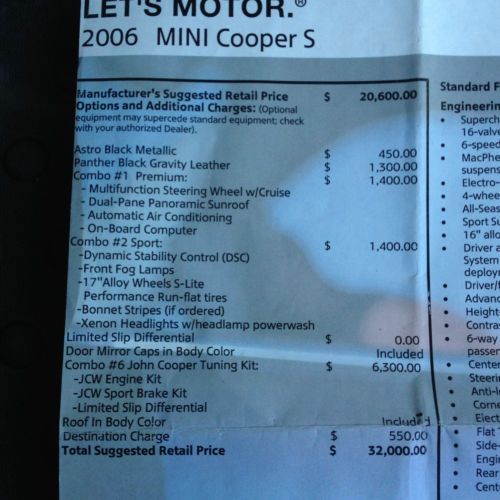 LET'S MOTOR.®
2006 MINI Cooper S
Manufacturer's Suggested Retail Price $ 20,600.00
Options and Additional Charges: (Optional
equipment may supercede standard equipment; check
with your authorized Dealer).
Astro Black Metallic $ 450.00
Panther Black Gravity Leather $ 1,300.00
Combo #1 Premium: $ 1,400.00
- Multifunction Steering Wheel w/Cruise
- Dual-Pane Panoramic Sunroof
- Automatic Air Conditioning
- On-Board Computer
Combo #2 Sport: $ 1,400.00
-Dynamic Stability Control (DSC)
-Front Fog Lamps
-17"Alloy Wheels S-Lite
Performance Run-flat tires
-Bonnet Stripes (if ordered)
-Xenon Headlights w/headlamp powerwash
Limited Slip Differential $ 0.00
Door Mirror Caps in Body Color Included
Combo #6 John Cooper Tuning Kit: $ 6,300.00
-JCW Engine Kit
-JCW Sport Brake Kit
-Limited Slip Differential
Roof In Body Color Included
Destination Charge $ 550.00
Total Suggested Retail Price $ 32,000.00
Standard F
Engineerin
• Superch
16-valve
• 6-speed
• MacPhe
suspens
• Electro-
• 4-whee
• All-Seas
• Sport Su
• 16" allo
• Driver a
System
deploy
• Driver/f
• Advanc
• Height-
• Contra
• 6-way
passen
• Center
• Steerin
• Anti-l
• Corne
• Elect
• Flat T
• Side-
• Engi
• Rear
• Cent